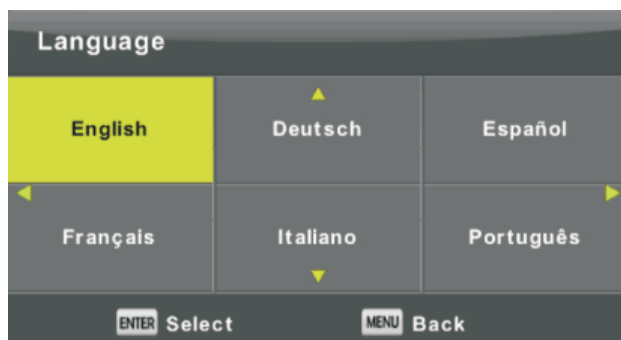 Language
English Deutsch Español
Français Italiano Português
ENTER Select MENU Back